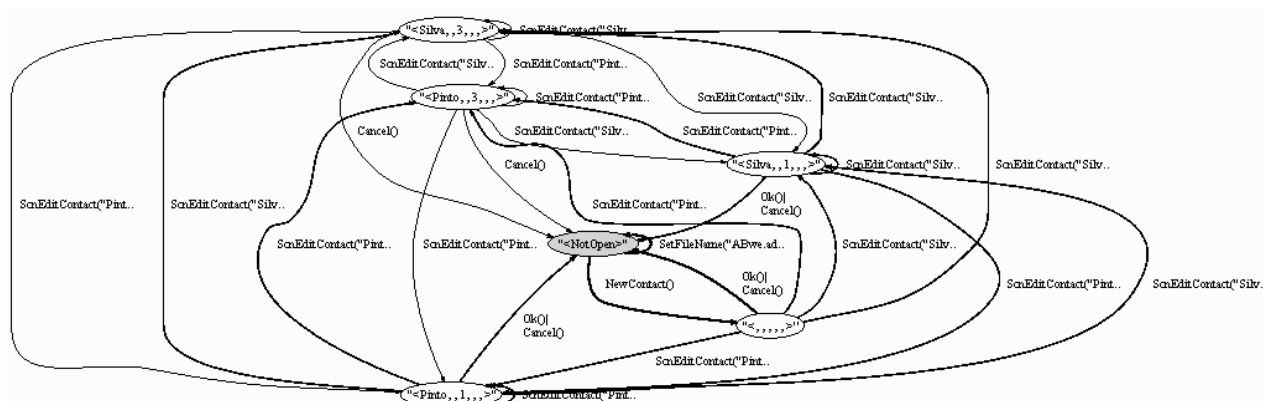 "<Silva,,3,,,>"
ScnEditContact("Silv..
ScnEditContact("Silv..
ScnEditContact("Pint..
"<Pinto,,3,,,>"
ScnEditContact("Pint..
ScnEditContact("Silv..
ScnEditContact("Silv..
Cancel()
ScnEditContact("Silv..
ScnEditContact("Pint..
Cancel()
"<Silva,,1,,,>"
ScnEditContact("Silv..
ScnEditContact("Silv..
ScnEditContact("Pint..
ScnEditContact("Silv..
ScnEditContact("Pint..
Ok()|
Cancel()
ScnEditContact("Pint..
ScnEditContact("Pint..
"<NotOpen>"
SetFileName("ABwe.ad..
ScnEditContact("Silv..
NewContact()
Ok()|
Cancel()
ScnEditContact("Pint..
ScnEditContact("Silv..
Ok()|
Cancel()
"<,,,,,>"
ScnEditContact("Pint..
"<Pinto,,1,,,>"
ScnEditContact("Pint..